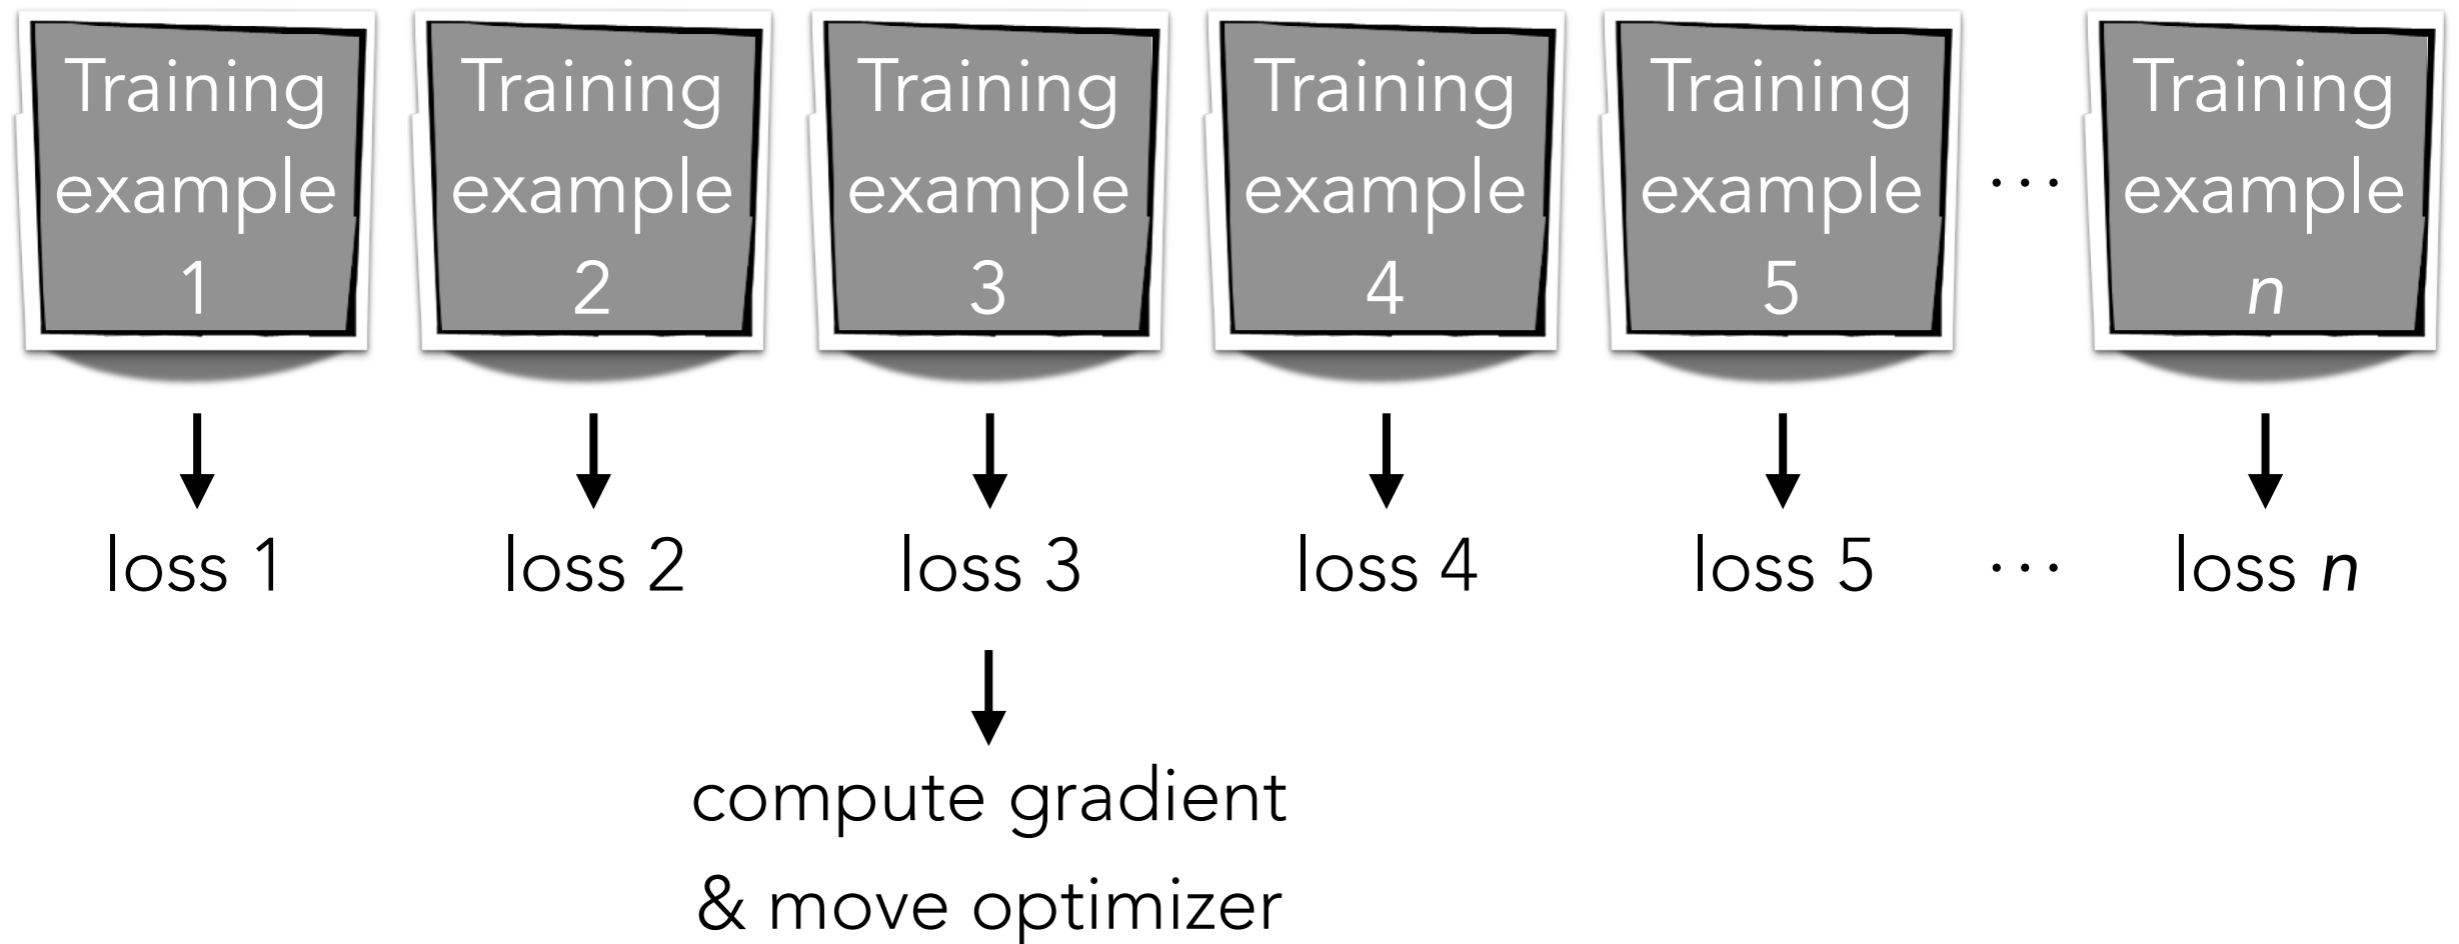 Training
example
1
Training
example
2
Training
example
3
Training
example
4
Training
example
5
...
Training
example
n
loss 1
loss 2
loss 3
loss 4
loss 5
...
loss n
compute gradient
& move optimizer